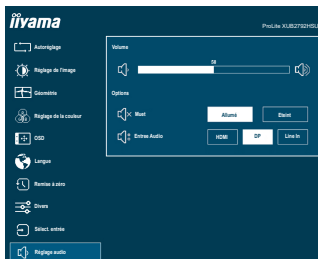 iiyama
ProLite XUB2792HSU
Autoréglage
Réglage de l'image
Géométrie
Réglage de la couleur
OSD
Langue
Remise à zéro
Divers
Sélect. entrée
Réglage audio
Volume
50
Options
Muet
Allumé
Eteint
Entree Audio
HDMI
DP
Line In